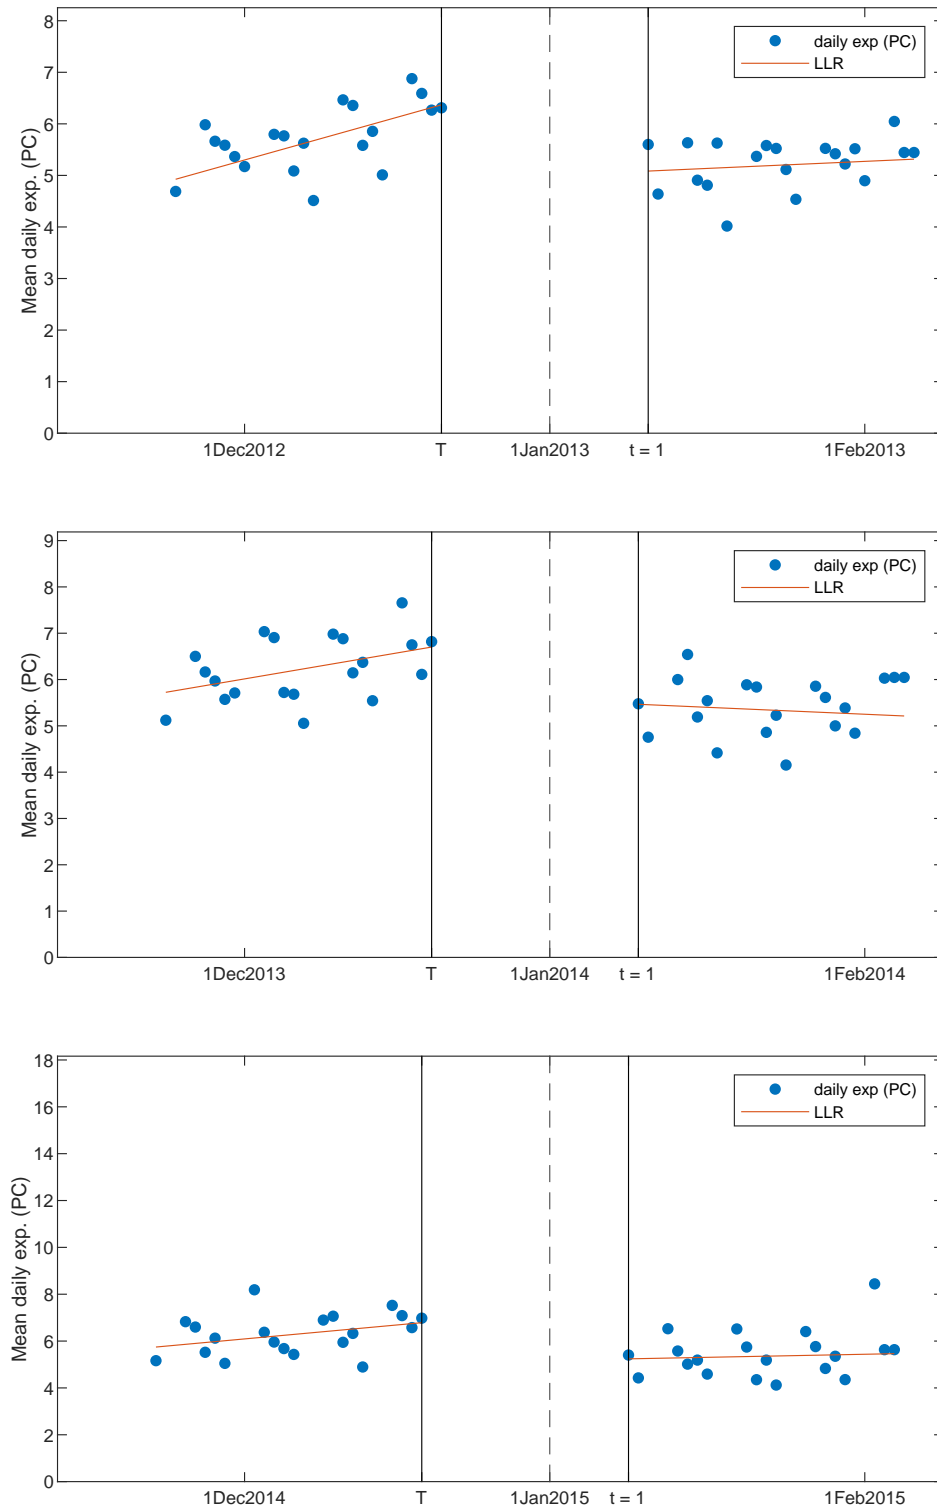 8
7
6
5
4
3
2
1
0
Mean daily exp. (PC)
daily exp (PC)
LLR
1Dec2012 T 1Jan2013 t = 1 1Feb2013
9
8
7
6
5
4
3
2
1
0
Mean daily exp. (PC)
daily exp (PC)
LLR
1Dec2013 T 1Jan2014 t = 1 1Feb2014
18
16
14
12
10
8
6
4
2
0
Mean daily exp. (PC)
daily exp (PC)
LLR
1Dec2014 T 1Jan2015 t = 1 1Feb2015